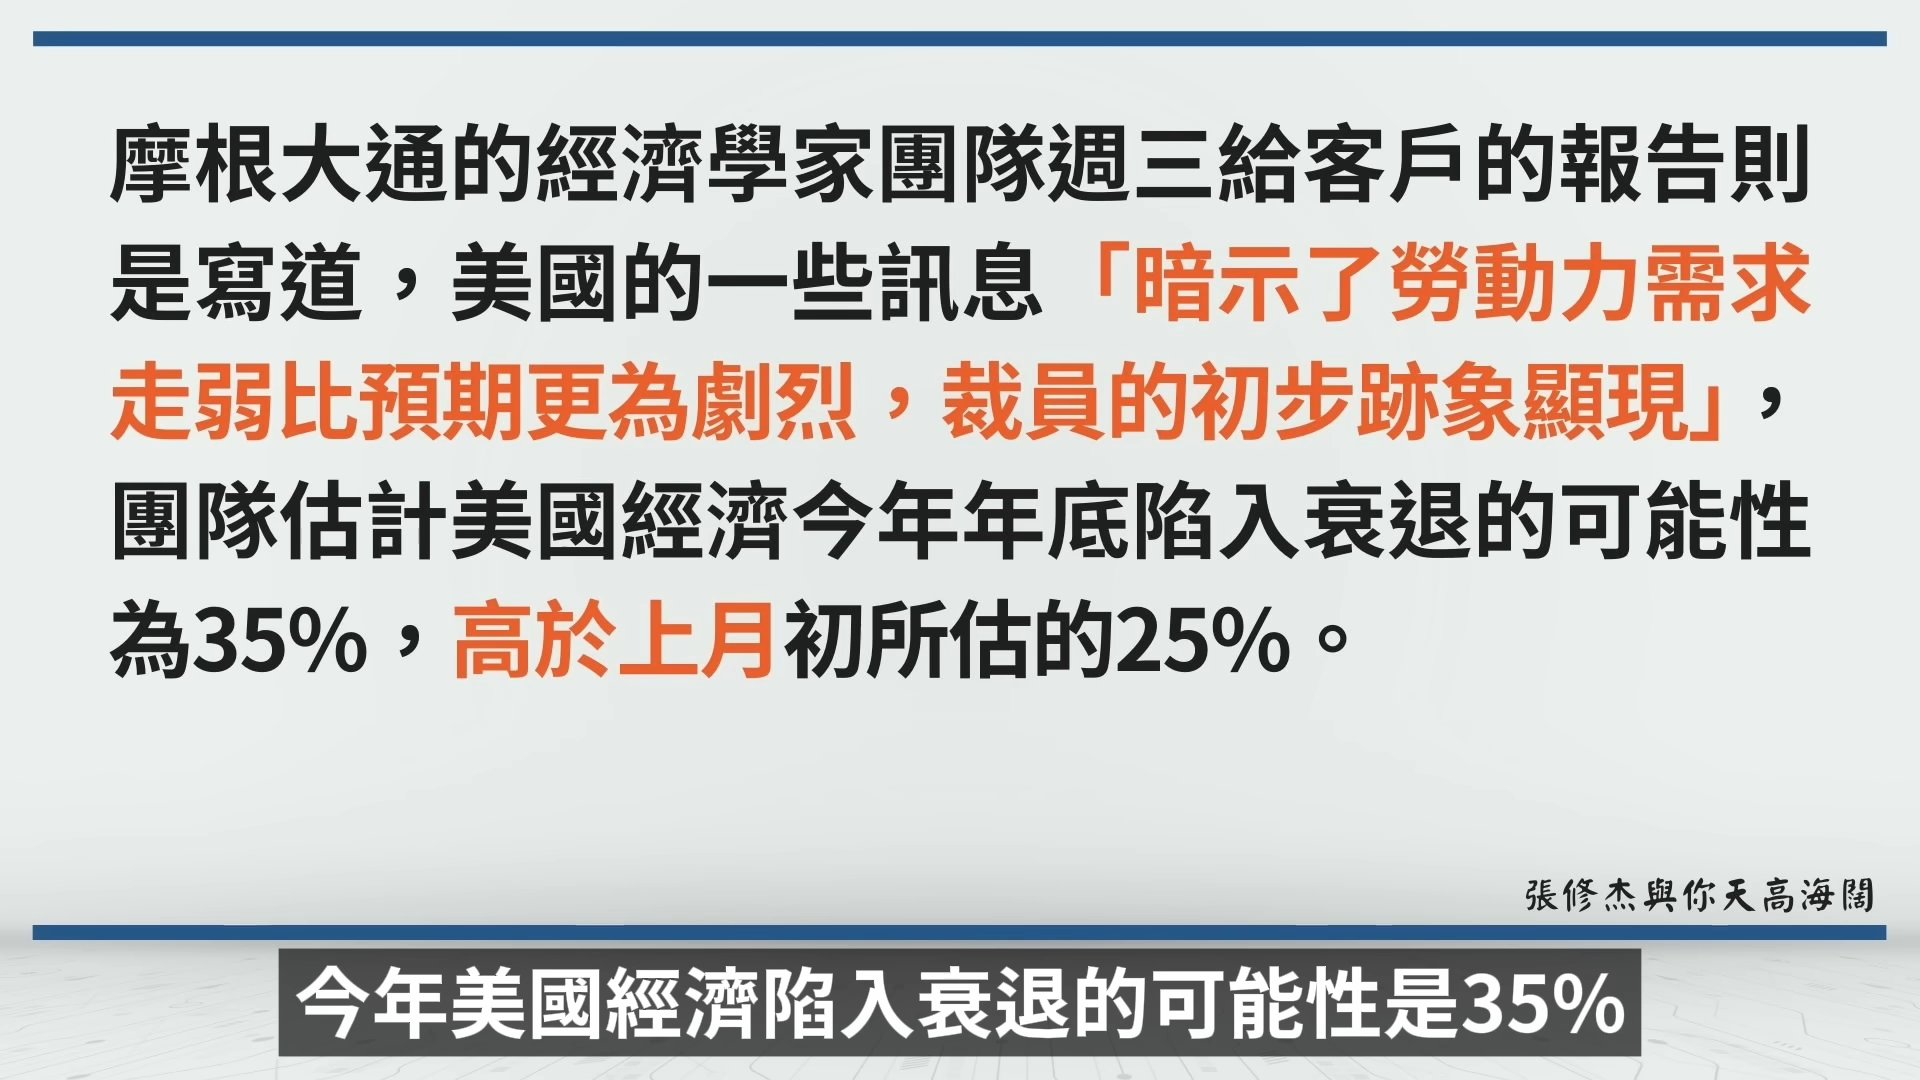 摩根大通的經濟學家團隊週三給客戶的報告則
是寫道，美國的一些訊息「暗示了勞動力需求
走弱比預期更為劇烈，裁員的初步跡象顯現」，
團隊估計美國經濟今年年底陷入衰退的可能性
為35%，高於上月初所估的25%。
張修杰與你天高海闊
今年美國經濟陷入衰退的可能性是35%